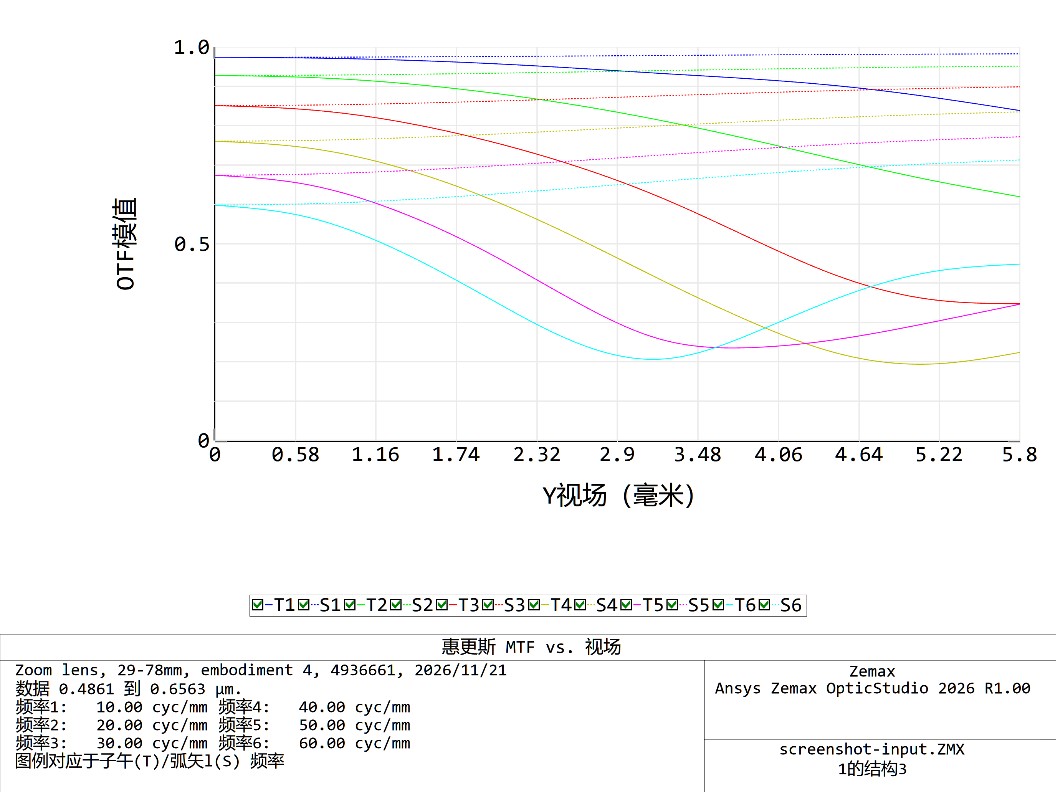 1.0
0.5
0
OTF模值
0 0.58 1.16 1.74 2.32 2.9 3.48 4.06 4.64 5.22 5.8
Y视场 (毫米)
T1 S1 T2 S2 T3 S3 T4 S4 T5 S5 T6 S6
惠更斯 MTF vs. 视场
Zoom lens, 29-78mm, embodiment 4, 4936661, 2026/11/21
数据 0.4861 到 0.6563 µm.
频率1: 10.00 cyc/mm 频率4: 40.00 cyc/mm
频率2: 20.00 cyc/mm 频率5: 50.00 cyc/mm
频率3: 30.00 cyc/mm 频率6: 60.00 cyc/mm
图例对应于子午(T)/弧矢l(S) 频率
Zemax
Ansys Zemax OpticStudio 2026 R1.00
screenshot-input.ZMX
1的结构3